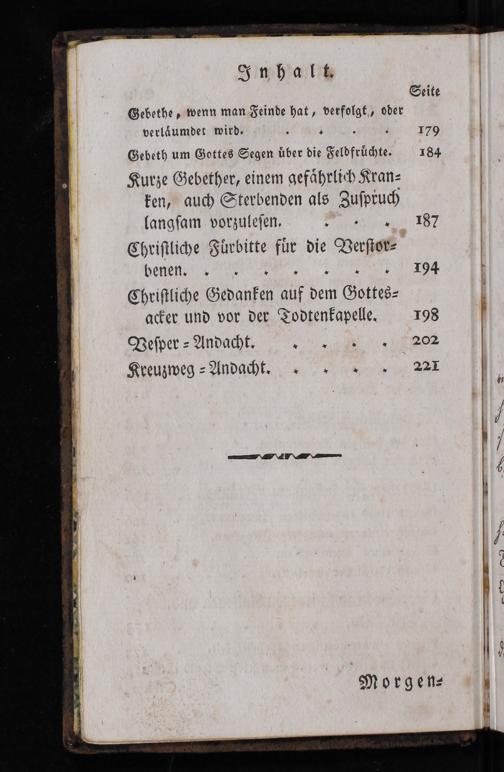 Inhalt.
Seite
Gebethe, wenn man Feinde hat, verfolgt, oder
verläumdet wird. . . . . . 179
Gebeth um Gottes Segen über die Feldfrüchte. 184
Kurze Gebether, einem gefährlich Kran-
ken, auch Sterbenden als Zuspruch
langsam vorzulesen. . . . 187
Christliche Fürbitte für die Verstor-
benen. . . . . . . . 194
Christliche Gedanken auf dem Gottes-
acker und vor der Todtenkapelle. 198
Vesper-Andacht. . . . . 202
Kreuzweg-Andacht. . . . . 221
Morgen-